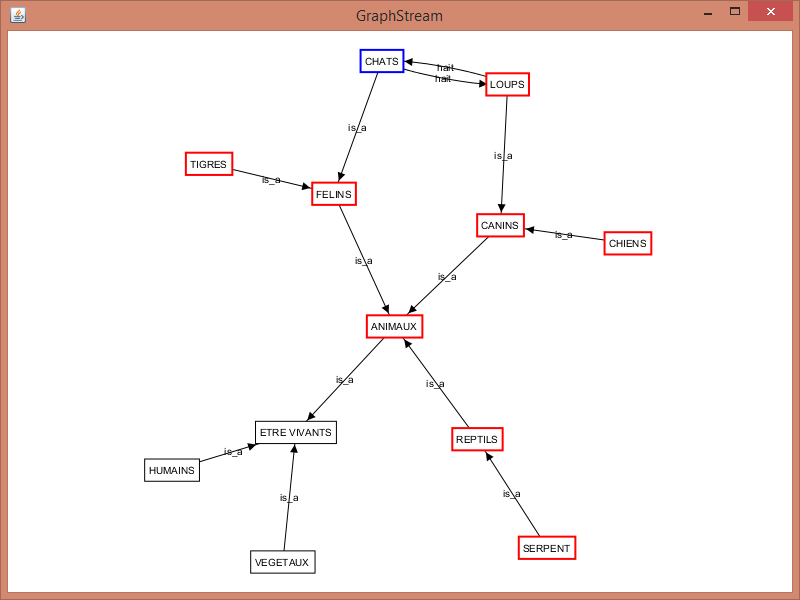 GraphStream
CHATS
hait
hait
LOUPS
is_a
is_a
TIGRES
is_a
FELINS
CANINS
is_a
CHIENS
is_a
is_a
ANIMAUX
is_a
is_a
ETRE VIVANTS
REPTILS
is_a
HUMAINS
is_a
is_a
SERPENT
VEGETAUX